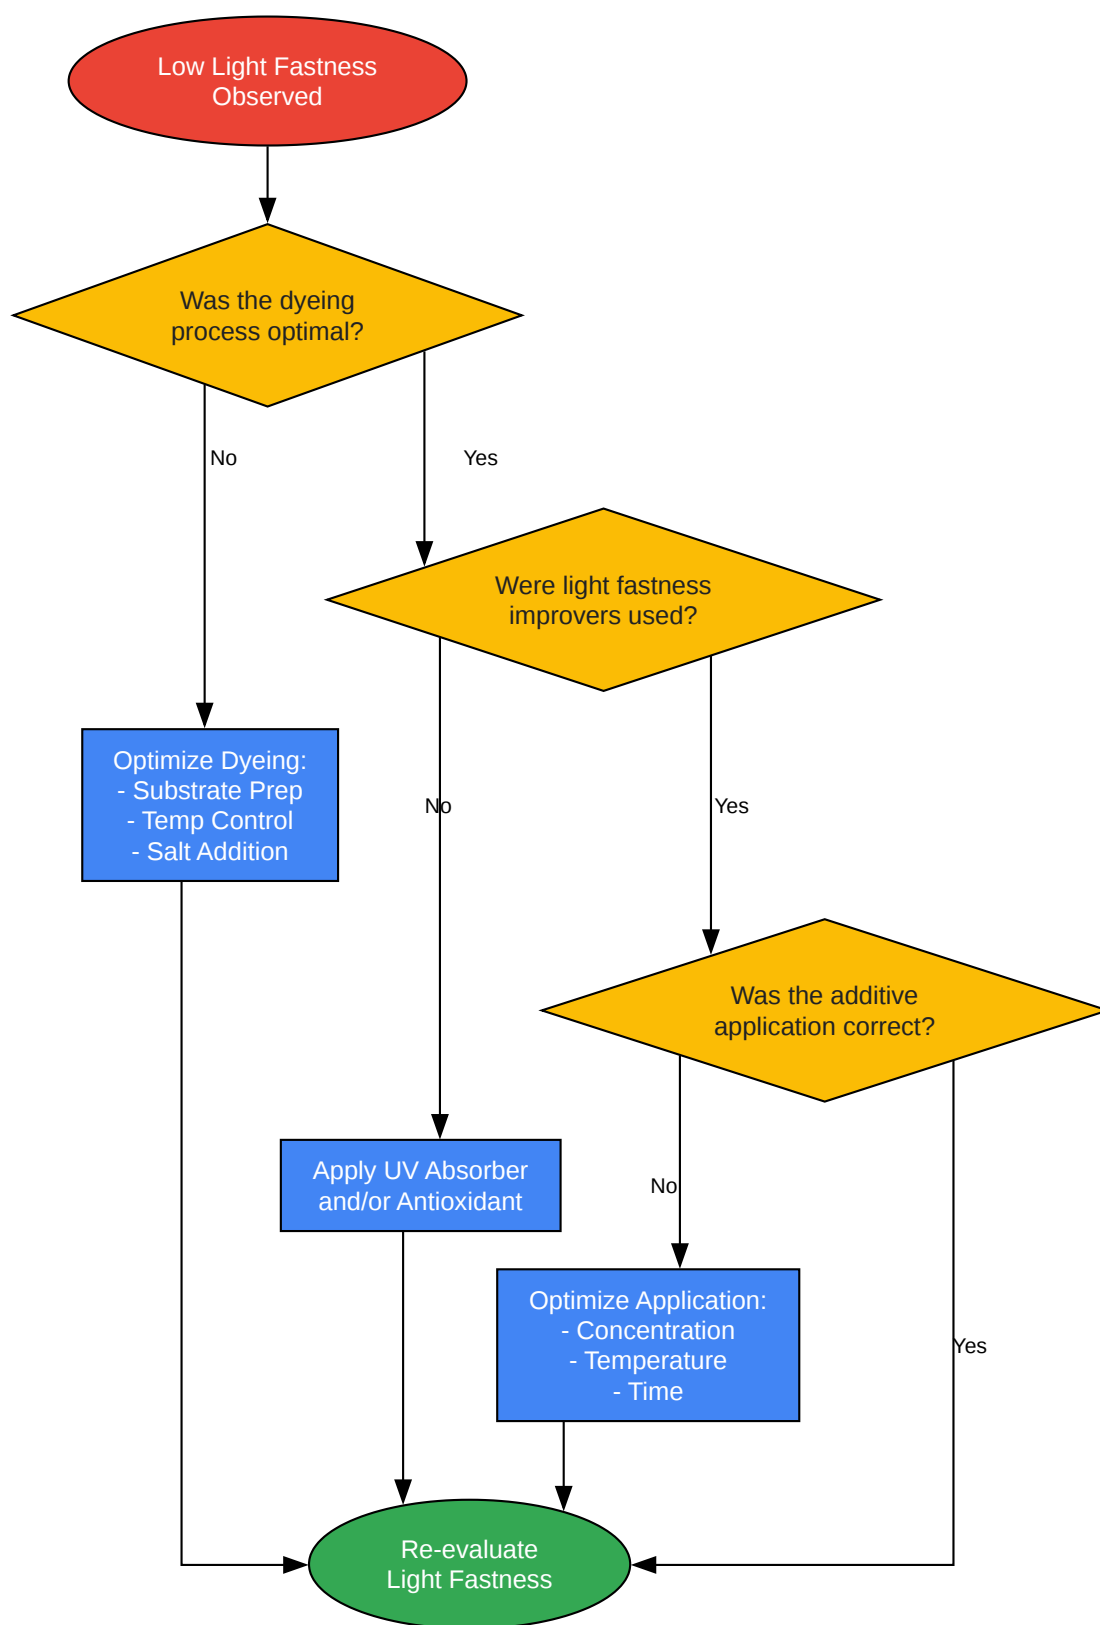 Low Light Fastness
Observed
Was the dyeing
process optimal?
No
Yes
Were light fastness
improvers used?
Optimize Dyeing:
- Substrate Prep
- Temp Control
- Salt Addition
No
Yes
Was the additive
application correct?
Apply UV Absorber
and/or Antioxidant
No
Optimize Application:
- Concentration
- Temperature
- Time
Yes
Re-evaluate
Light Fastness